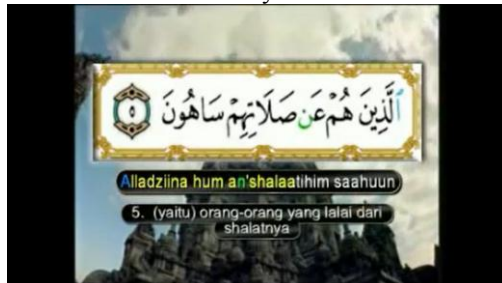 ٱلَّذِينَ هُمْ عَن صَلَاتِهِمْ سَاهُونَ ٥
Alladziina hum an'shalaatihim saahuun
5. (yaitu) orang-orang yang lalai dari
shalatnya